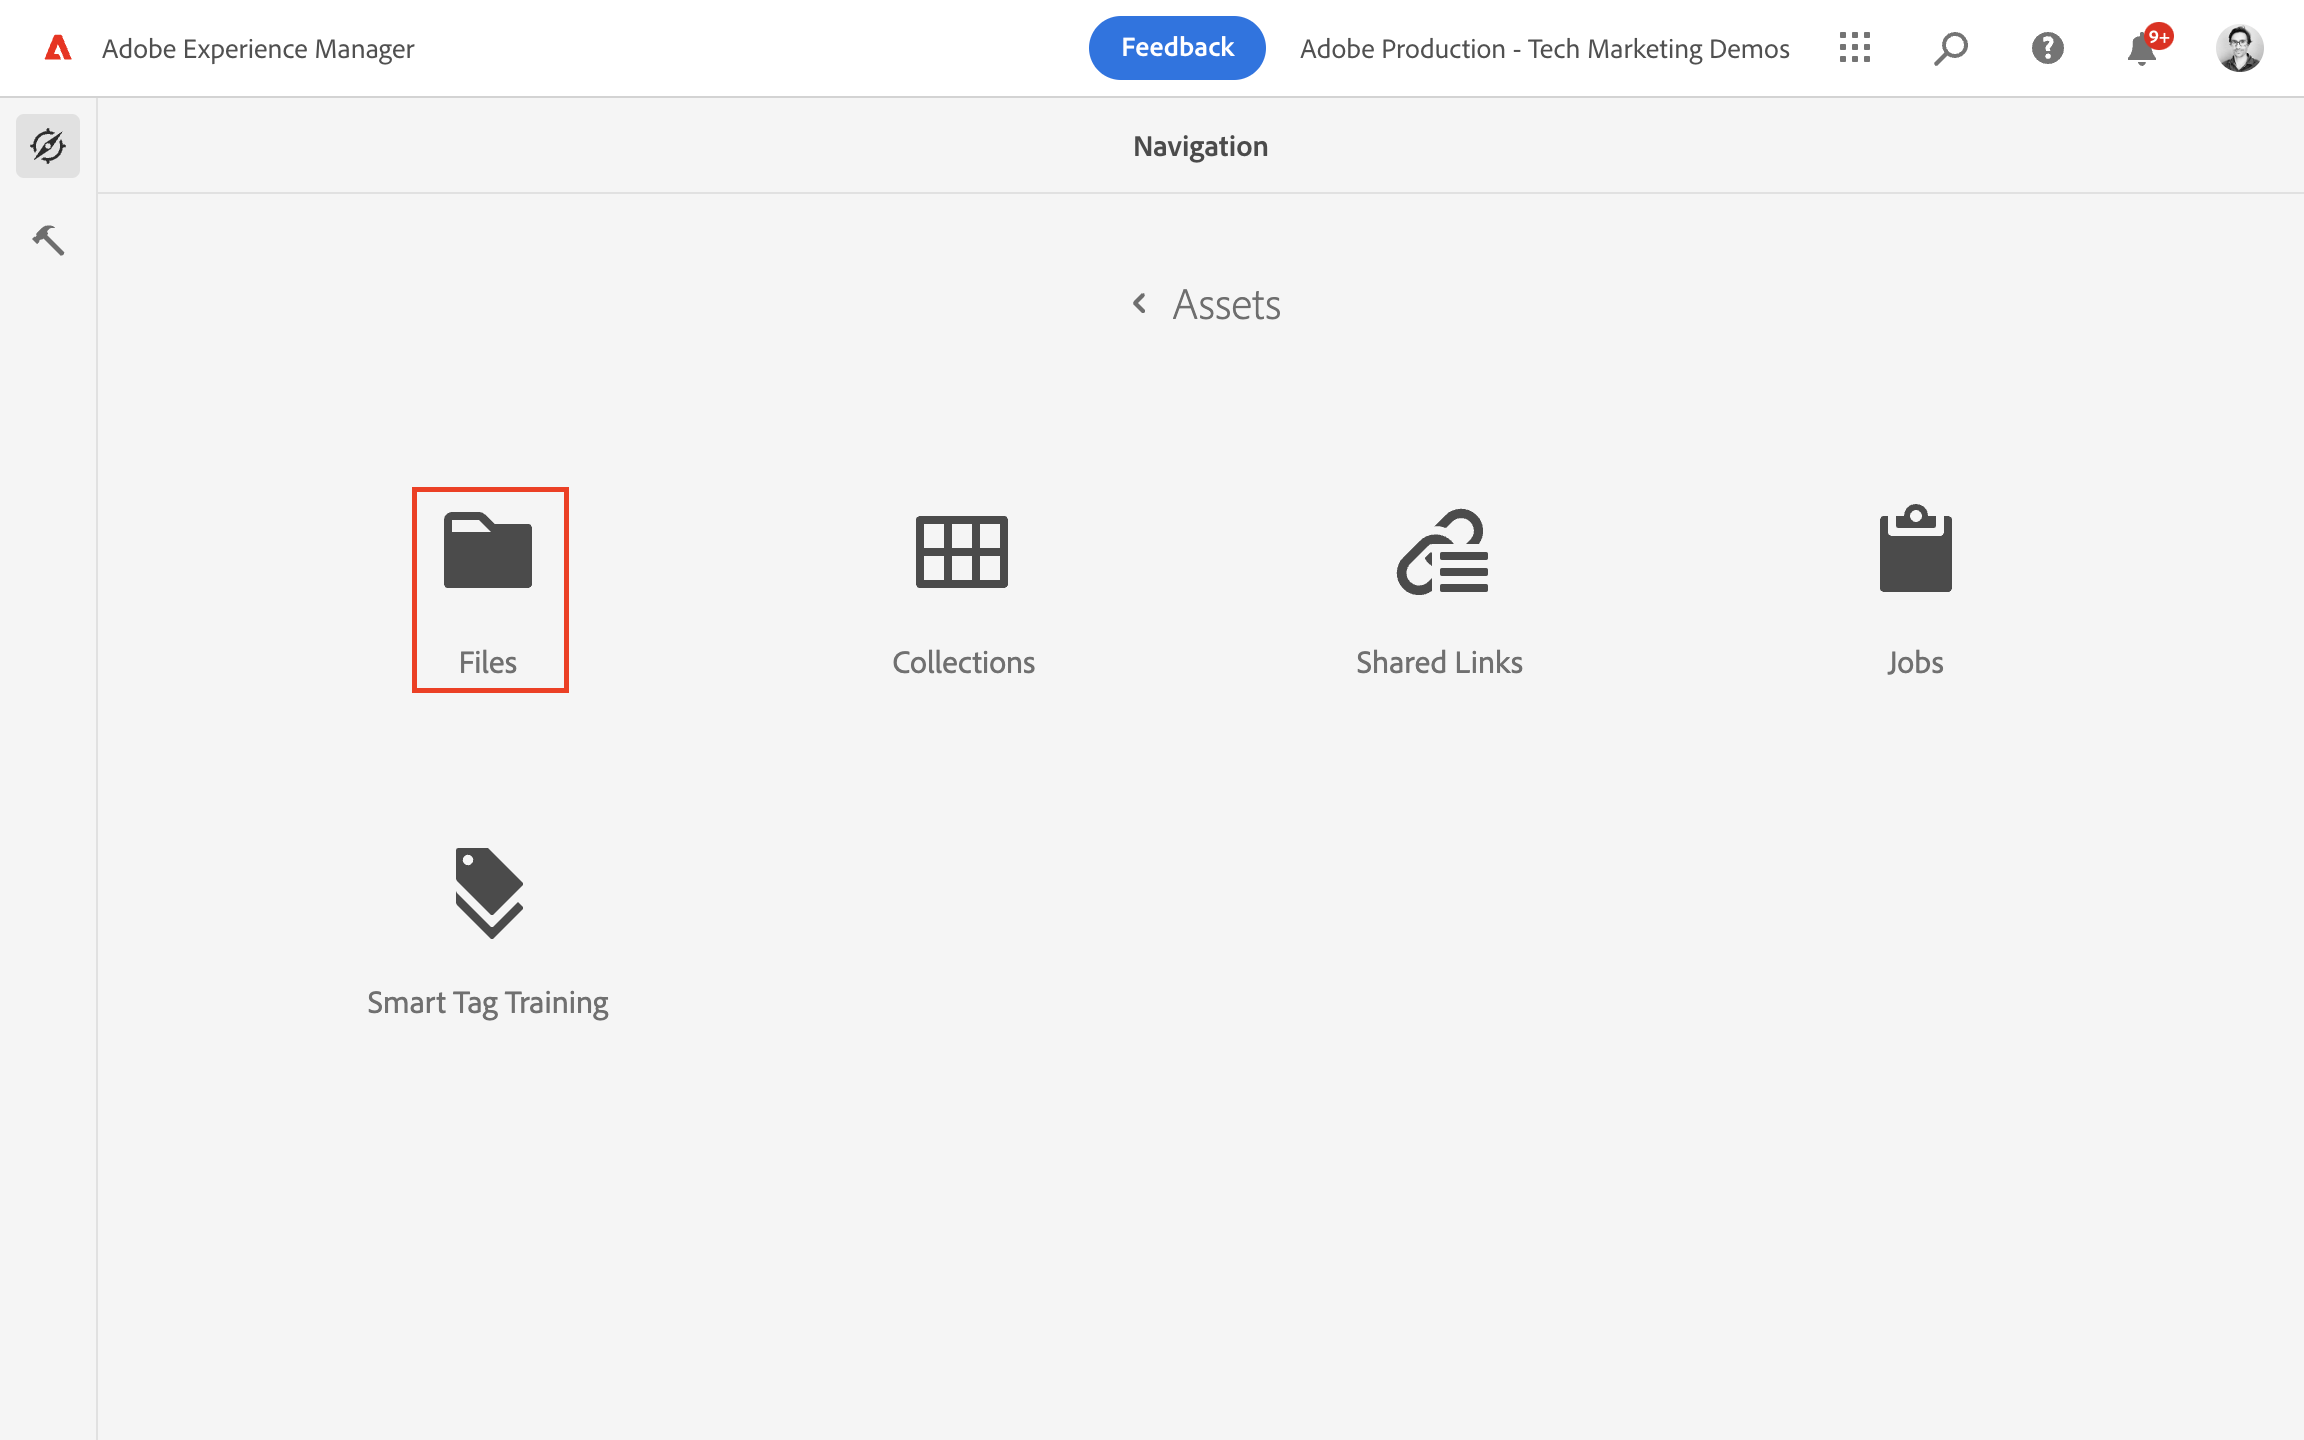 Adobe Experience Manager
Feedback
Adobe Production - Tech Marketing Demos
9+
Navigation
Assets
Files
Collections
Shared Links
Jobs
Smart Tag Training